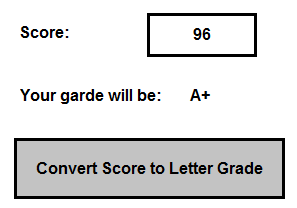 Score: 96
Your garde will be: A+
Convert Score to Letter Grade